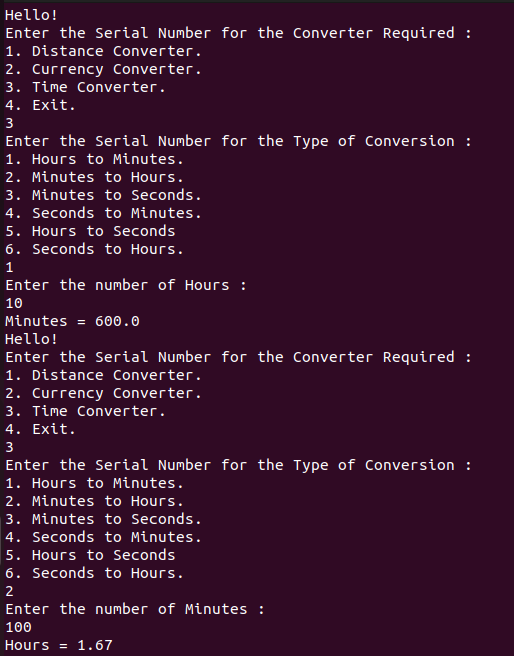 Hello!
Enter the Serial Number for the Converter Required :
1. Distance Converter.
2. Currency Converter.
3. Time Converter.
4. Exit.
3
Enter the Serial Number for the Type of Conversion :
1. Hours to Minutes.
2. Minutes to Hours.
3. Minutes to Seconds.
4. Seconds to Minutes.
5. Hours to Seconds
6. Seconds to Hours.
1
Enter the number of Hours :
10
Minutes = 600.0
Hello!
Enter the Serial Number for the Converter Required :
1. Distance Converter.
2. Currency Converter.
3. Time Converter.
4. Exit.
3
Enter the Serial Number for the Type of Conversion :
1. Hours to Minutes.
2. Minutes to Hours.
3. Minutes to Seconds.
4. Seconds to Minutes.
5. Hours to Seconds
6. Seconds to Hours.
2
Enter the number of Minutes :
100
Hours = 1.67